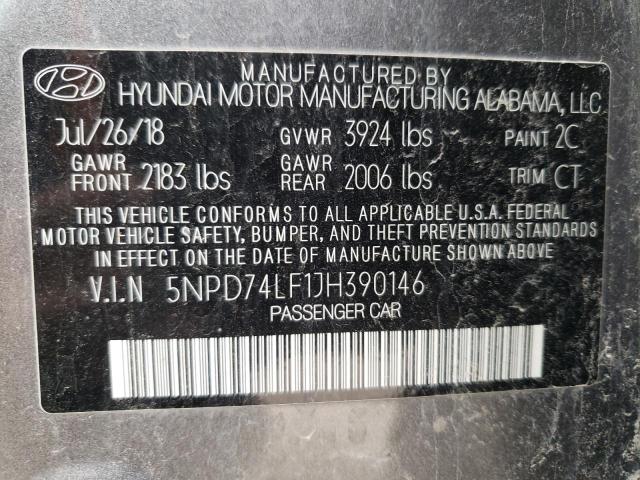 MANUFACTURED BY
HYUNDAI MOTOR MANUFACTURING ALABAMA, LLC
Jul/26/18 GVWR 3924 lbs PAINT 2C
GAWR FRONT 2183 lbs GAWR REAR 2006 lbs TRIM CT
THIS VEHICLE CONFORMS TO ALL APPLICABLE U.S.A. FEDERAL
MOTOR VEHICLE SAFETY, BUMPER, AND THEFT PREVENTION STANDARDS
IN EFFECT ON THE DATE OF MANUFACTURE SHOWN ABOVE.
V.I.N 5NPD74LF1JH390146
PASSENGER CAR